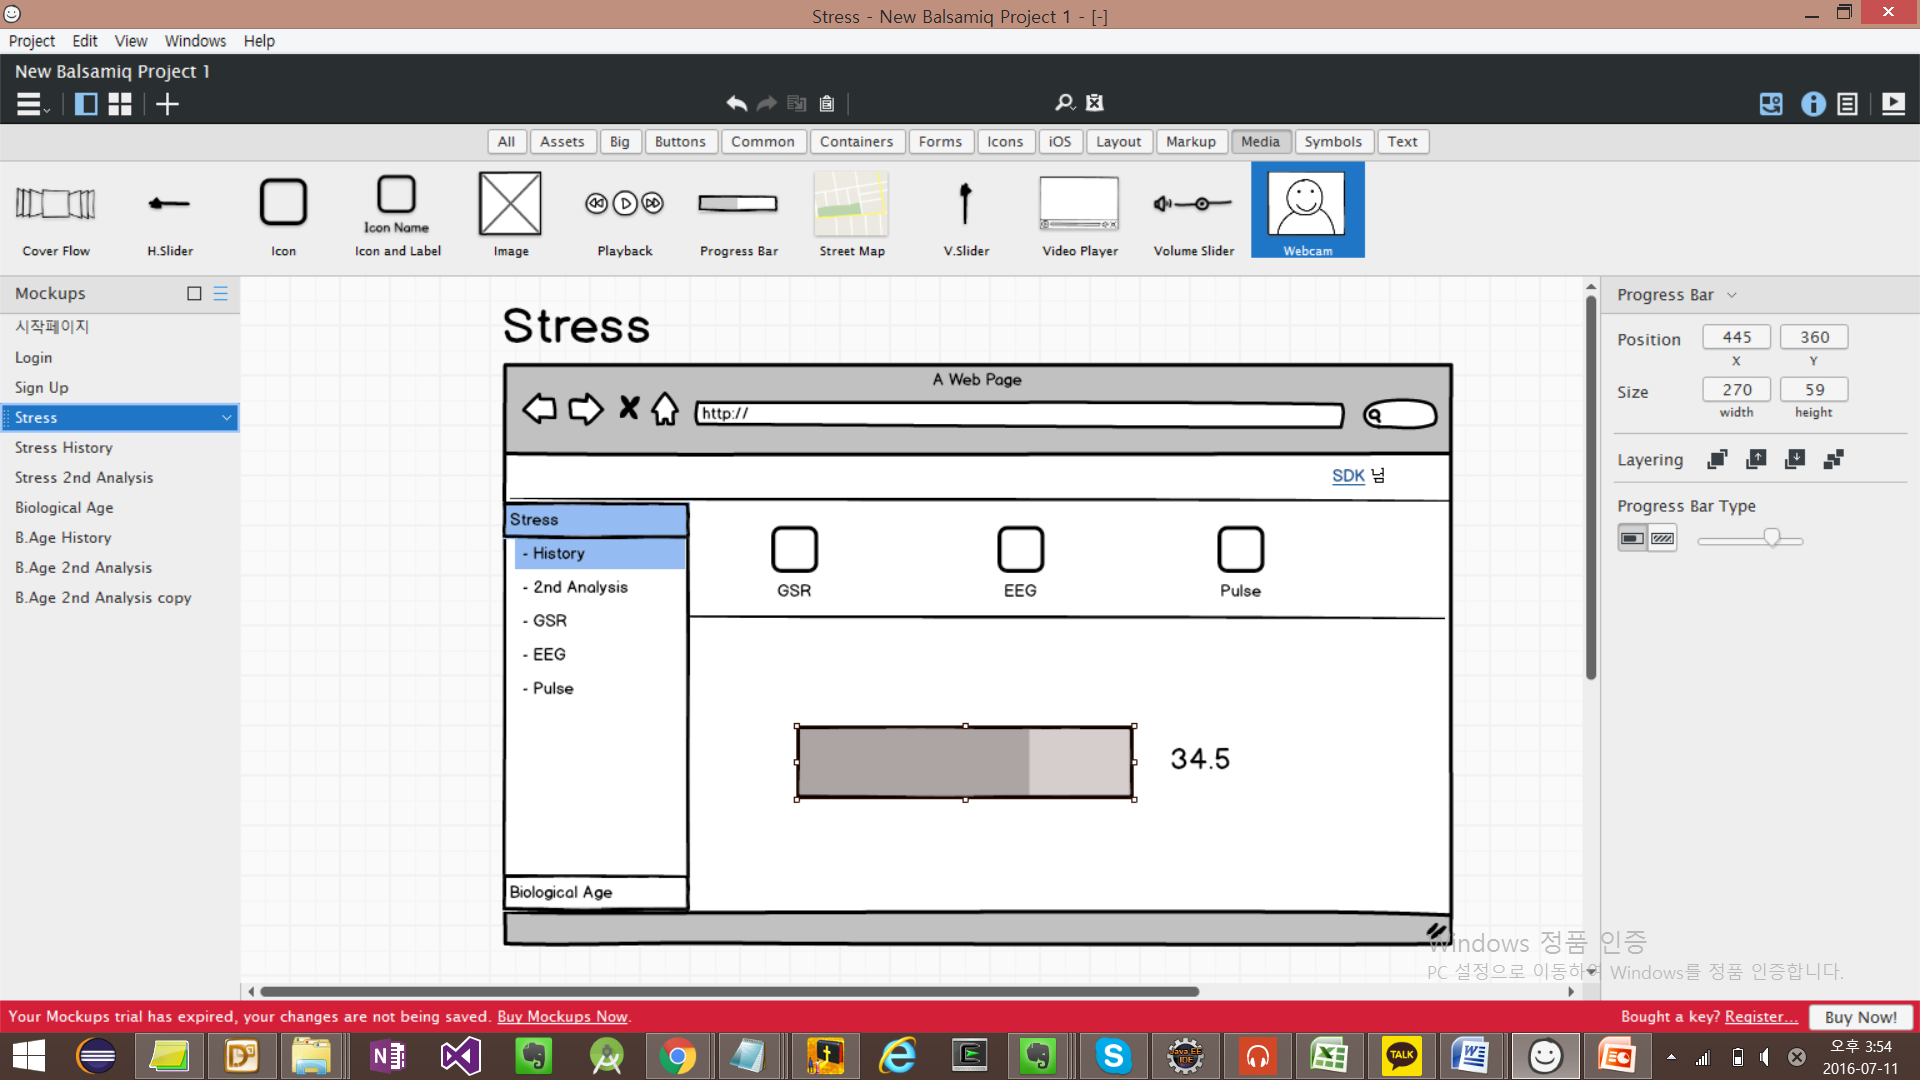 Stress - New Balsamiq Project 1 - [-]
Project Edit View Windows Help
New Balsamiq Project 1
All Assets Big Buttons Common Containers Forms Icons iOS Layout Markup Media Symbols Text
Icon Name
Cover Flow H.Slider Icon Icon and Label Image Playback Progress Bar Street Map V.Slider Video Player Volume Slider Webcam
Mockups
시작페이지
Login
Sign Up
Stress
Stress History
Stress 2nd Analysis
Biological Age
B.Age History
B.Age 2nd Analysis
B.Age 2nd Analysis copy
Stress
A Web Page
http://
SDK 님
Stress
- History
- 2nd Analysis
- GSR
- EEG
- Pulse
Biological Age
GSR EEG Pulse
34.5
Progress Bar
Position 445 360
X Y
Size 270 59
width height
Layering
Progress Bar Type
Windows 정품 인증
PC 설정으로 이동하여 Windows를 정품 인증합니다.
Your Mockups trial has expired, your changes are not being saved. Buy Mockups Now.
Bought a key? Register... Buy Now!
Java EE
IDE
TALK
오후 3:54
2016-07-11